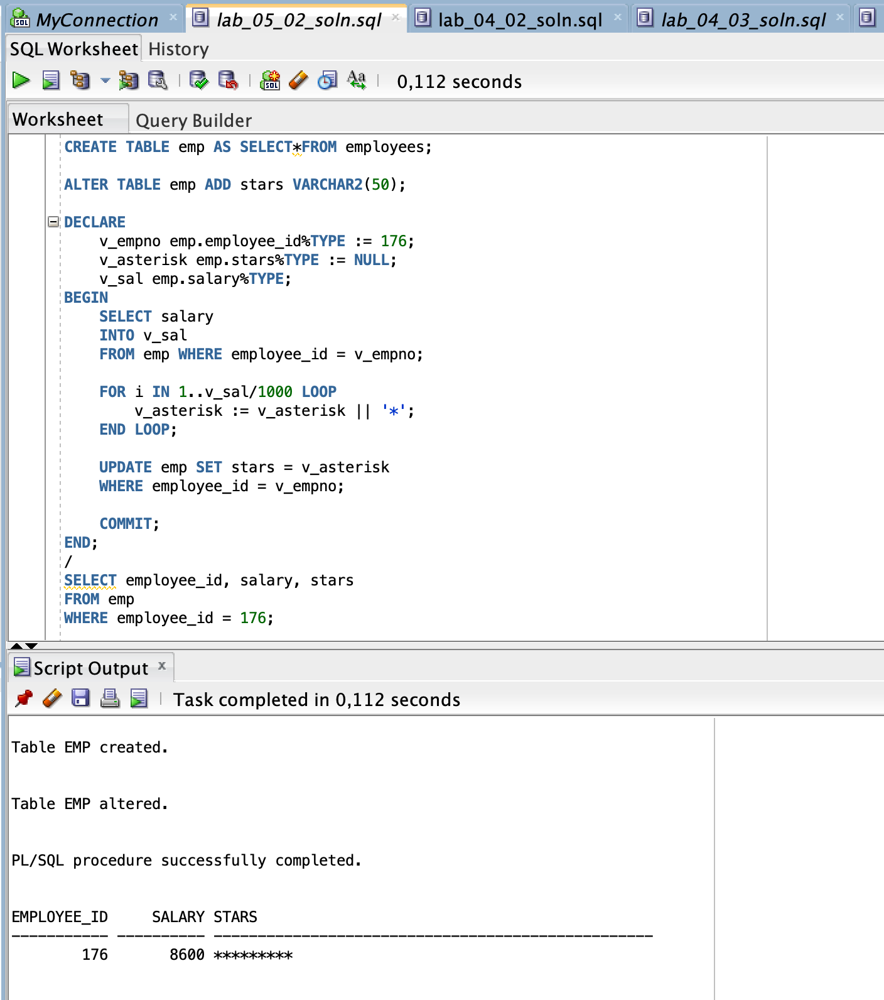 MyConnection lab_05_02_soln.sql lab_04_02_soln.sql lab_04_03_soln.sql
SQL Worksheet History
0,112 seconds
Worksheet Query Builder
CREATE TABLE emp AS SELECT*FROM employees;
ALTER TABLE emp ADD stars VARCHAR2(50);
DECLARE
v_empno emp.employee_id%TYPE := 176;
v_asterisk emp.stars%TYPE := NULL;
v_sal emp.salary%TYPE;
BEGIN
SELECT salary
INTO v_sal
FROM emp WHERE employee_id = v_empno;
FOR i IN 1..v_sal/1000 LOOP
v_asterisk := v_asterisk || '*';
END LOOP;
UPDATE emp SET stars = v_asterisk
WHERE employee_id = v_empno;
COMMIT;
END;
/
SELECT employee_id, salary, stars
FROM emp
WHERE employee_id = 176;
Script Output
Task completed in 0,112 seconds
Table EMP created.
Table EMP altered.
PL/SQL procedure successfully completed.
EMPLOYEE_ID SALARY STARS
----------- ---------- --------------------------------------------------
176 8600 *********